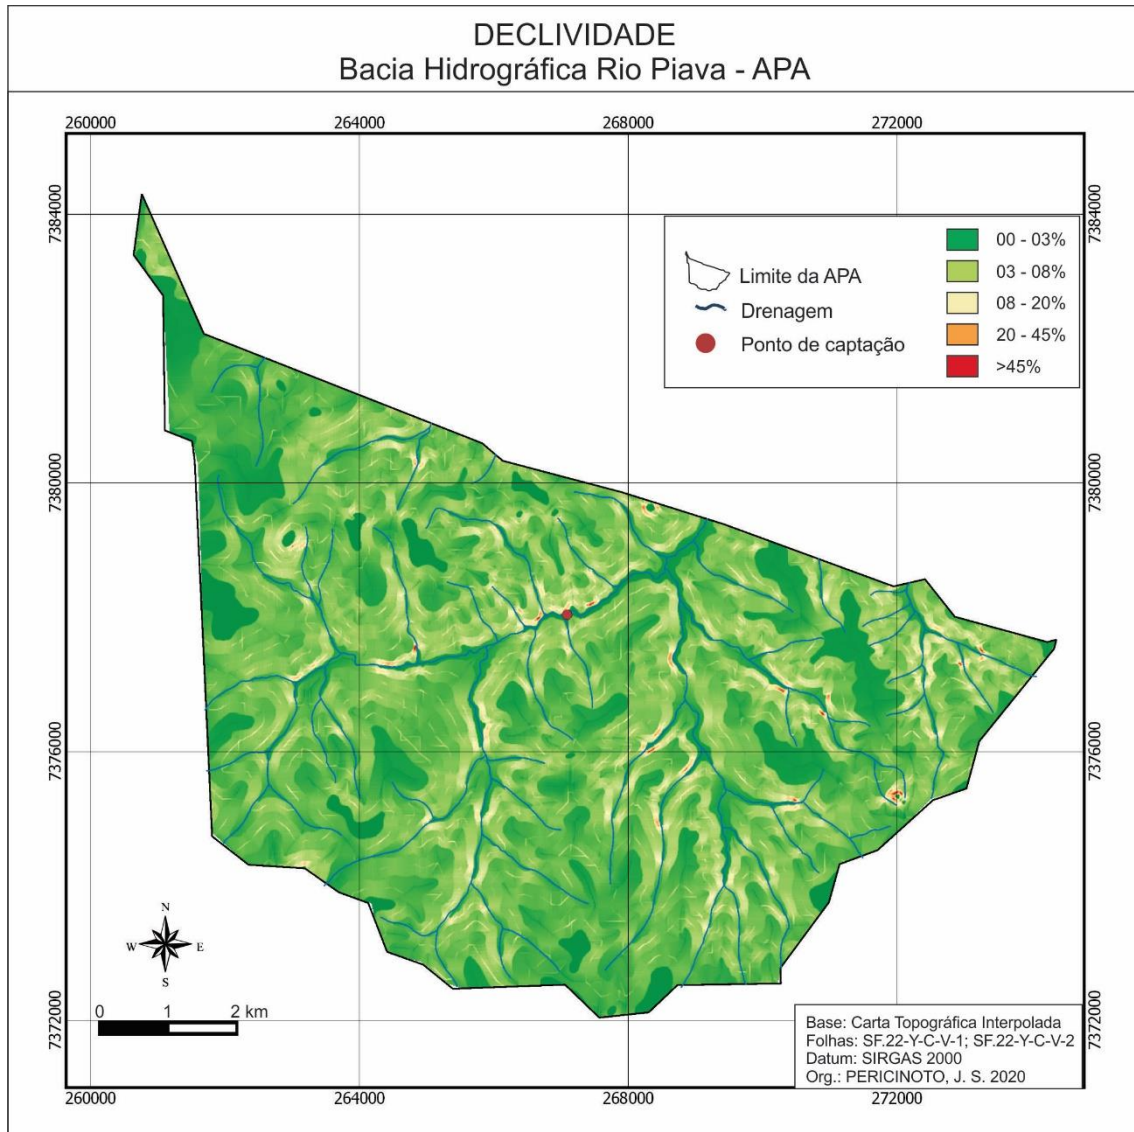 DECLIVIDADE
Bacia Hidrográfica Rio Piava - APA
260000
264000
268000
272000
7384000
7384000
00 - 03%
03 - 08%
08 - 20%
20 - 45%
>45%
Limite da APA
Drenagem
Ponto de captação
7380000
7380000
7376000
7376000
N
W
E
S
0 1 2 km
7372000
7372000
Base: Carta Topográfica Interpolada
Folhas: SF.22-Y-C-V-1; SF.22-Y-C-V-2
Datum: SIRGAS 2000
Org.: PERICINOTO, J. S. 2020
260000
264000
268000
272000